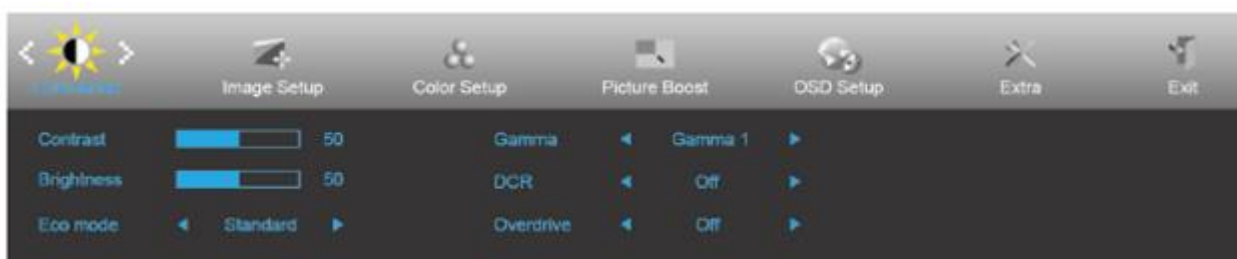 Image Setup Color Setup Picture Boost OSD Setup Extra Exit
Contrast 50 Gamma Gamma 1
Brightness 50 DCR Off
Eco mode Standard Overdrive Off